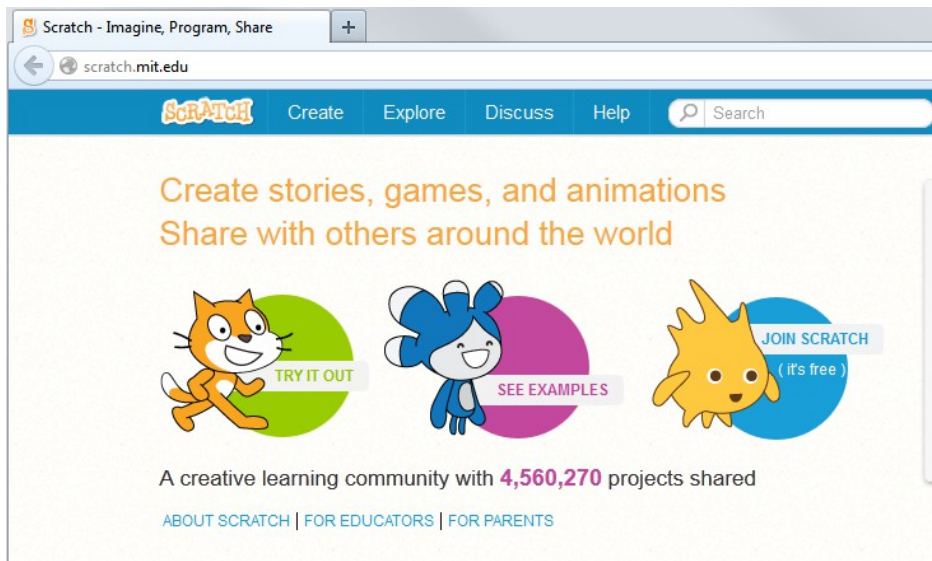 Scratch - Imagine, Program, Share
scratch.mit.edu
SCRATCH Create Explore Discuss Help Search
Create stories, games, and animations
Share with others around the world
TRY IT OUT
SEE EXAMPLES
JOIN SCRATCH
( it's free )
A creative learning community with 4,560,270 projects shared
ABOUT SCRATCH | FOR EDUCATORS | FOR PARENTS